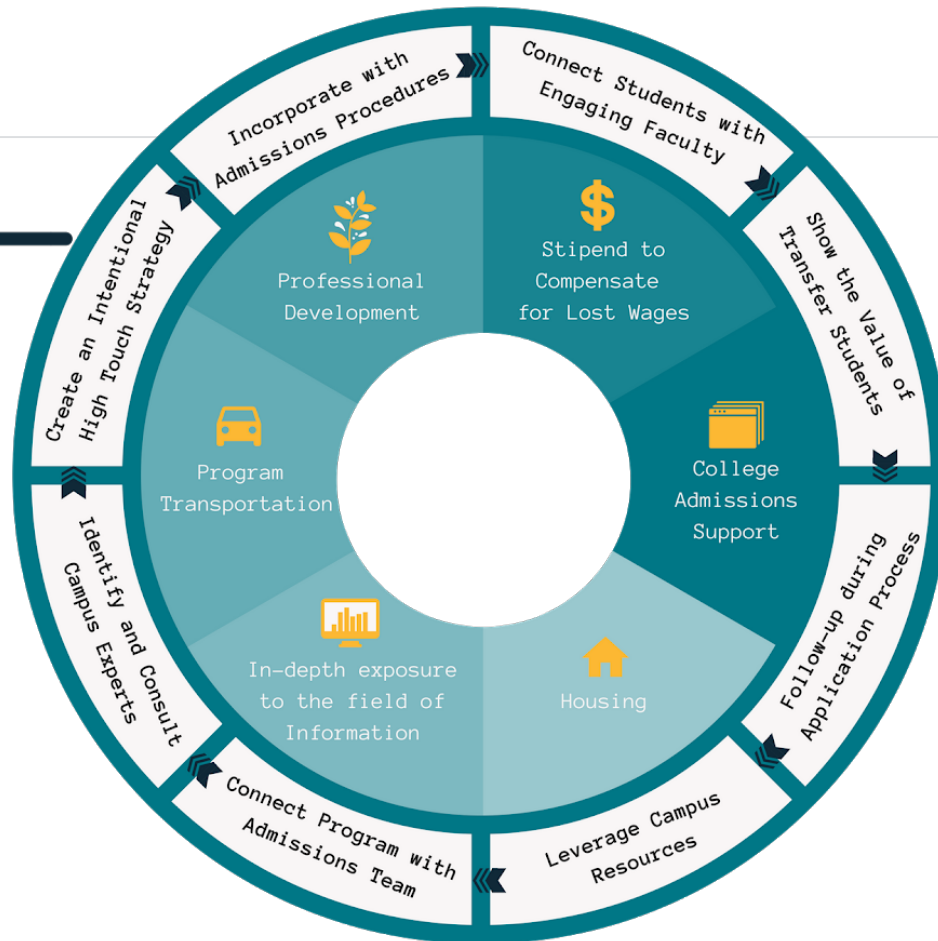 Connect Students with
Engaging Faculty
Show the Value of
Transfer Students
Follow-up during
Application Process
Leverage Campus
Resources
Connect Program with
Admissions Team
Identify and Consult
Campus Experts
Create an Intentional
High Touch Strategy
Incorporate with
Admissions Procedures
$
Stipend to
Compensate
for Lost Wages
College
Admissions
Support
Housing
In-depth exposure
to the field of
Information
Program
Transportation
Professional
Development